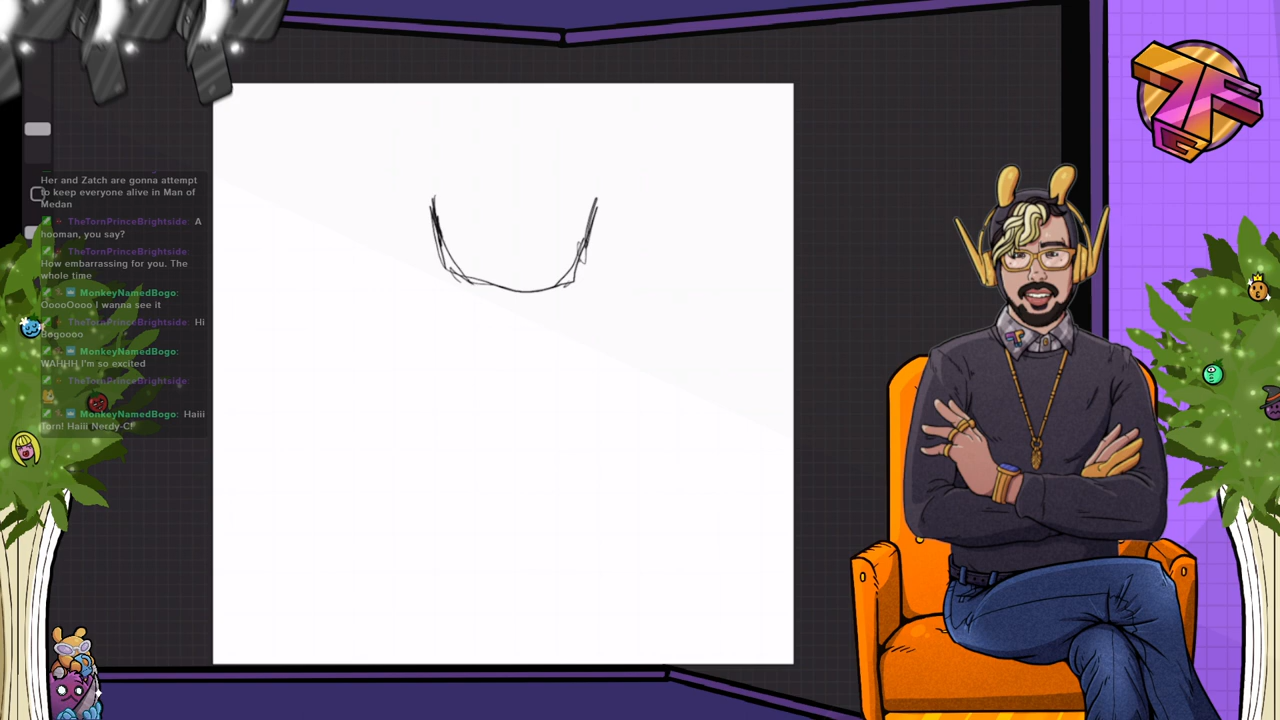 Her and Zatch are gonna attempt
to keep everyone alive in Man of
Medan
TheTornPrinceBrightside: A
hooman, you say?
TheTornPrinceBrightside:
How embarrassing for you. The
whole time
MonkeyNamedBogo:
OoooOooo I wanna see it
TheTornPrinceBrightside: Hi
Bogoooo
MonkeyNamedBogo:
WAHHH I'm so excited
TheTornPrinceBrightside:
MonkeyNamedBogo: Haiii
Torn! Haiii Nerdy-C!